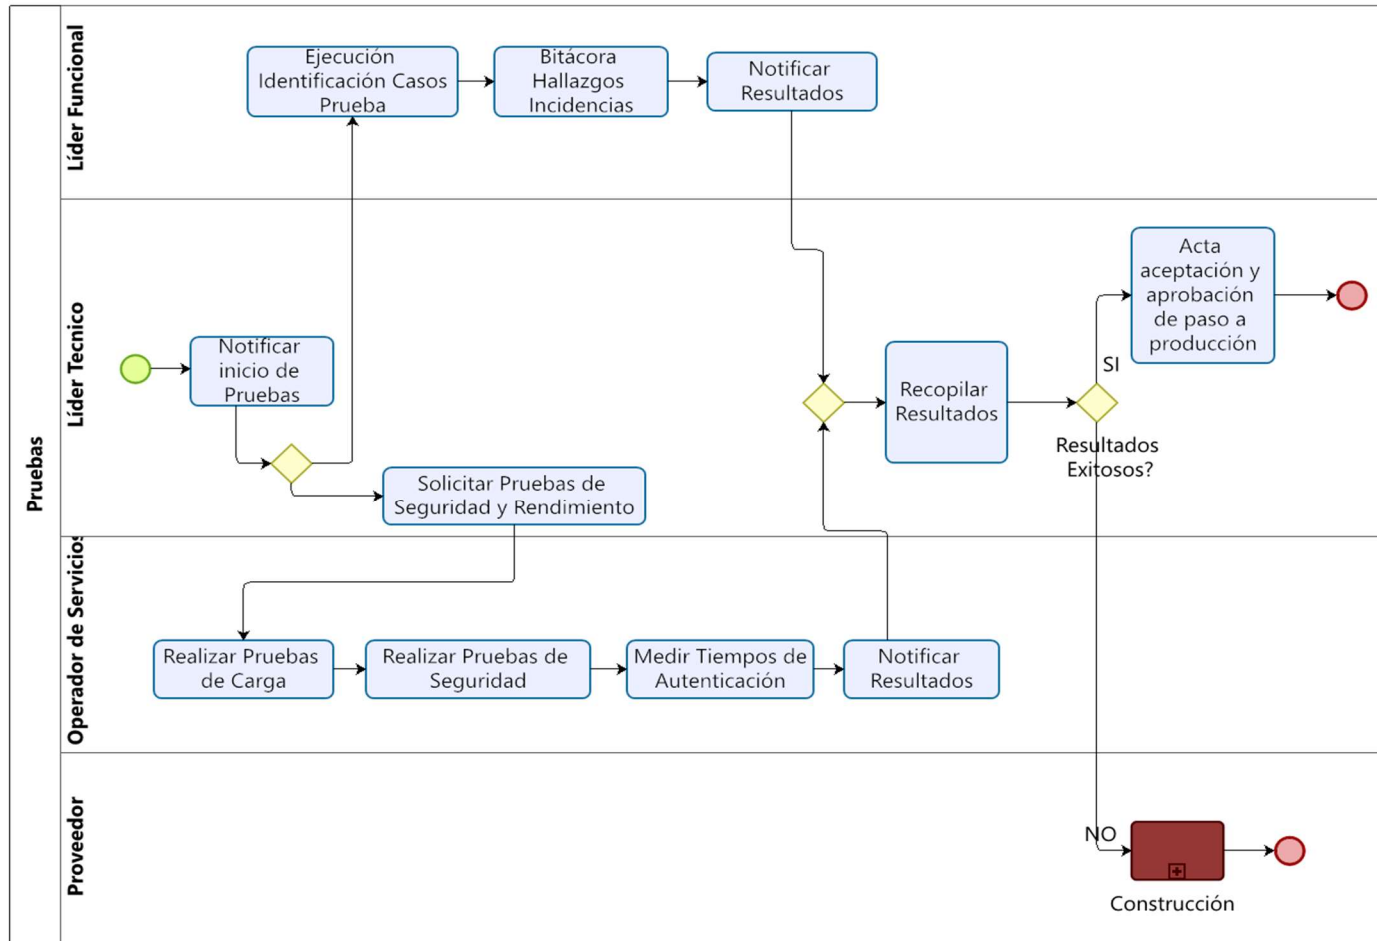 Pruebas
Líder Funcional
Ejecución
Identificación Casos
Prueba
Bitácora
Hallazgos
Incidencias
Notificar
Resultados
Líder Tecnico
Notificar
inicio de
Pruebas
Solicitar Pruebas de
Seguridad y Rendimiento
Recopilar
Resultados
Resultados
Exitosos?
SI
Acta
aceptación y
aprobación
de paso a
producción
Operador de Servicios
Realizar Pruebas
de Carga
Realizar Pruebas de
Seguridad
Medir Tiempos de
Autenticación
Notificar
Resultados
Proveedor
NO
Construcción